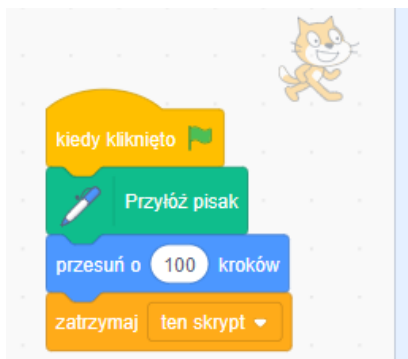 kiedy kliknięto
Przyłóż pisak
przesuń o 100 kroków
zatrzymaj ten skrypt